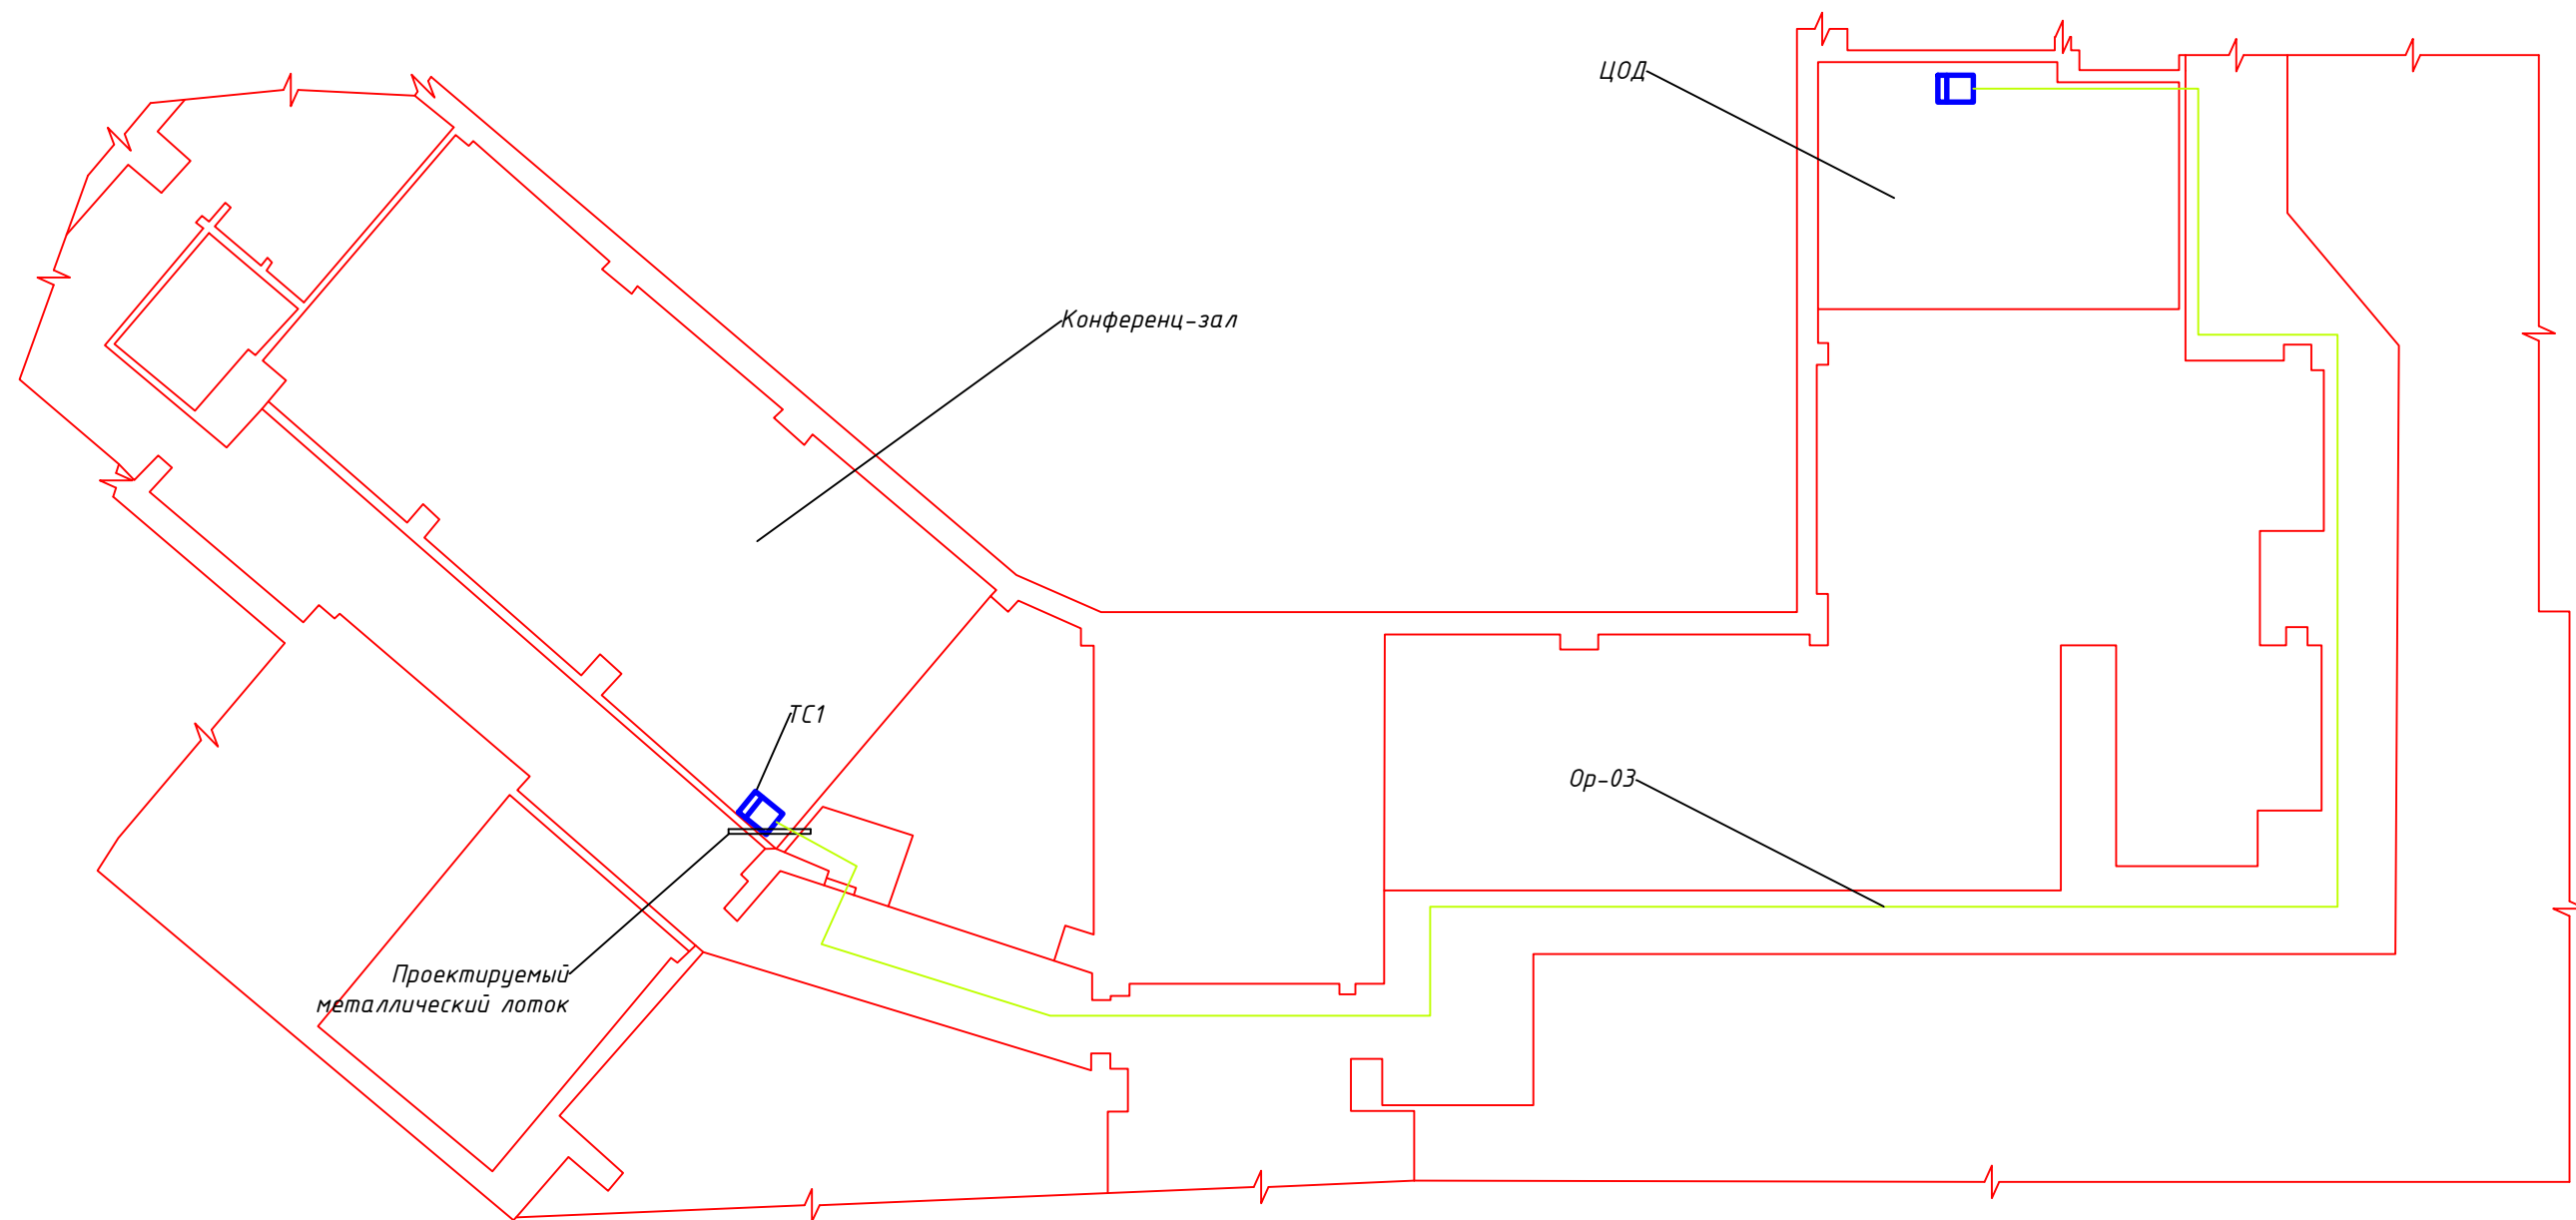 ЦОД
Конференц-зал
ТС1
Ор-03
Проектируемый
металлический лоток